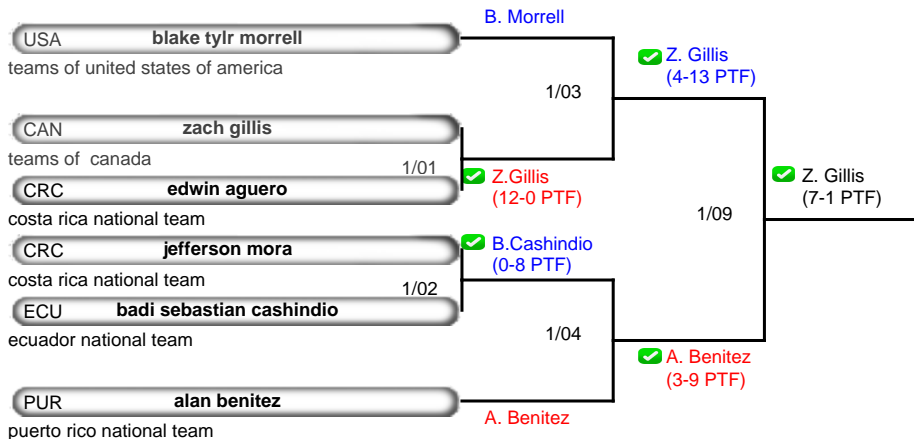 B. Morrell
USA blake tylr morrell
teams of united states of america
Z. Gillis
(4-13 PTF)
1/03
CAN zach gillis
teams of  canada
1/01
Z.Gillis
(12-0 PTF)
Z. Gillis
(7-1 PTF)
CRC edwin aguero
costa rica national team
1/09
CRC jefferson mora
costa rica national team
B.Cashindio
(0-8 PTF)
1/02
ECU badi sebastian cashindio
ecuador national team
1/04
A. Benitez
(3-9 PTF)
PUR alan benitez
puerto rico national team
A. Benitez